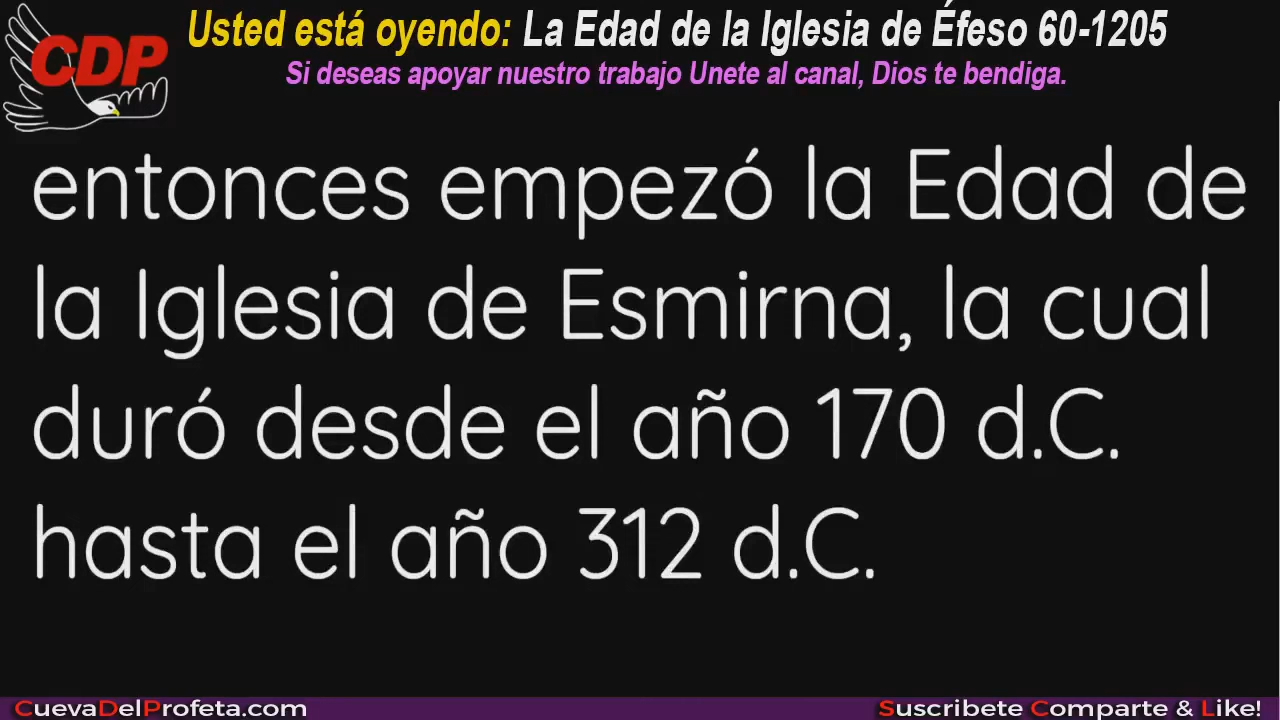 CDP
Usted está oyendo: La Edad de la Iglesia de Éfeso 60-1205
Si deseas apoyar nuestro trabajo Unete al canal, Dios te bendiga.
entonces empezó la Edad de
la Iglesia de Esmirna, la cual
duró desde el año 170 d.C.
hasta el año 312 d.C.
CuevaDelProfeta.com
Suscribete Comparte & Like!